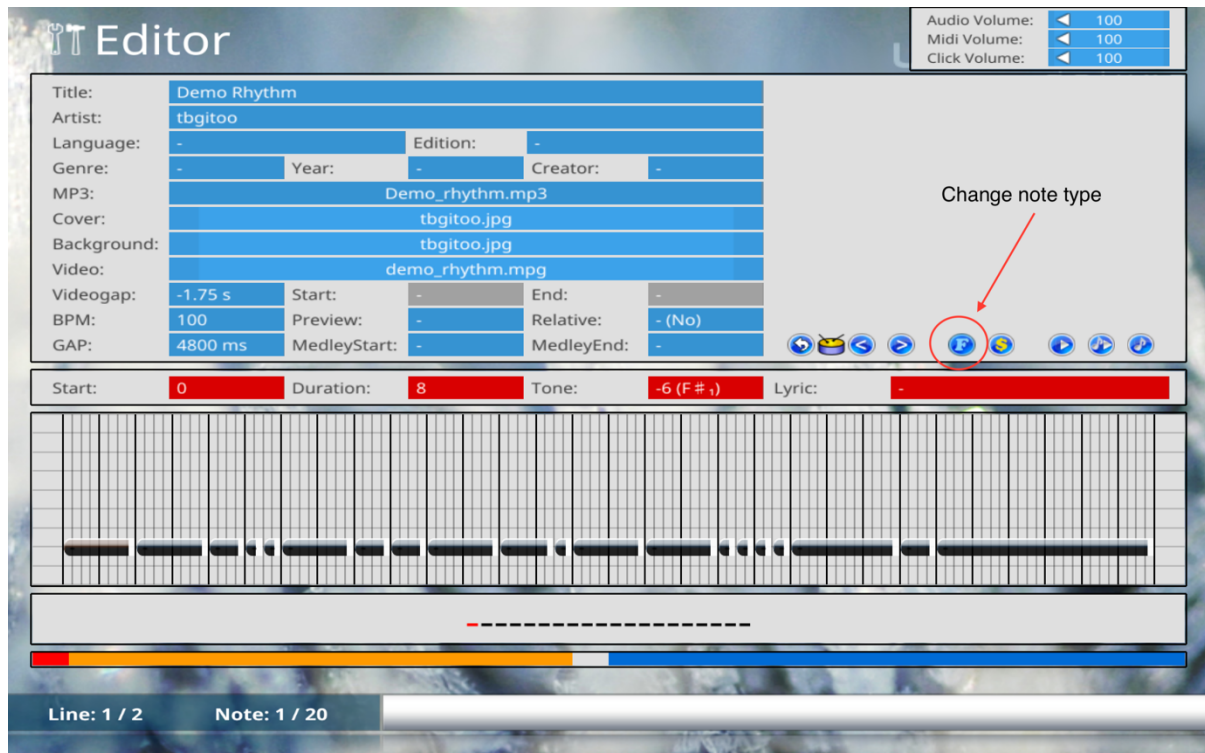 Editor
Audio Volume: 100
Midi Volume: 100
Click Volume: 100
Title: Demo Rhythm
Artist: tbgitoo
Language: - Edition: -
Genre: - Year: - Creator: -
MP3: Demo_rhythm.mp3
Cover: tbgitoo.jpg
Background: tbgitoo.jpg
Video: demo_rhythm.mpg
Videogap: -1.75 s Start: - End: -
BPM: 100 Preview: - Relative: - (No)
GAP: 4800 ms MedleyStart: - MedleyEnd: -
Change note type
F S
Start: 0 Duration: 8 Tone: -6 (F♯₁) Lyric: -
- - - - - - - - - - - - - - - - - - - -
Line: 1 / 2 Note: 1 / 20